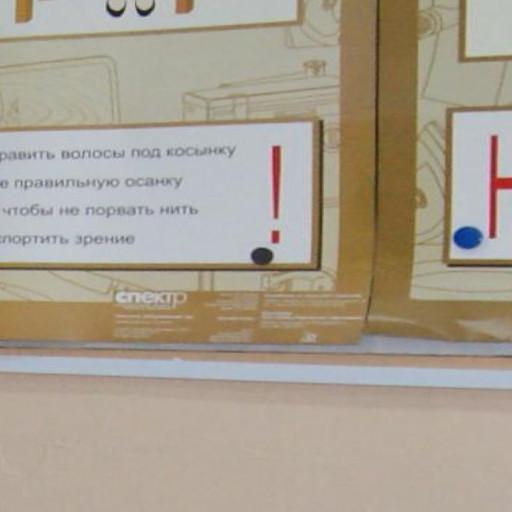 равить волосы под косынку
е правильную осанку
чтобы не порвать нить
спортить зрение
!
Н
спектр